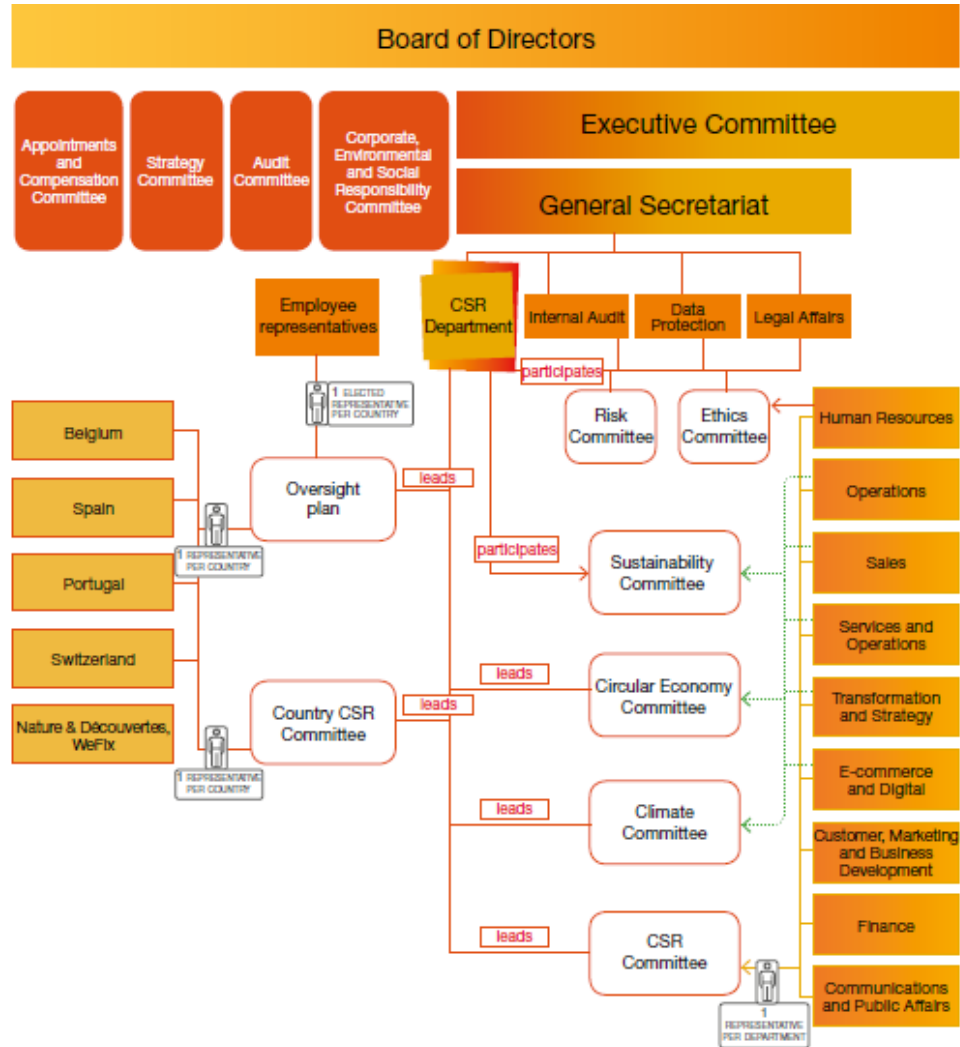 Board of Directors
Appointments
and
Compensation
Committee
Strategy
Committee
Audit
Committee
Corporate,
Environmental
and Social
Responsibility
Committee
Executive Committee
General Secretariat
Employee
representatives
CSR
Department
Internal Audit
Data
Protection
Legal Affairs
participates
1 ELECTED
REPRESENTATIVE
PER COUNTRY
Risk
Committee
Ethics
Committee
Human Resources
Belgium
Oversight
plan
leads
Operations
Spain
1 REPRESENTATIVE
PER COUNTRY
participates
Sustainability
Committee
Sales
Portugal
Services and
Operations
Switzerland
leads
Circular Economy
Committee
Country CSR
Committee
leads
Transformation
and Strategy
Nature & Découvertes,
WeFix
1 REPRESENTATIVE
PER COUNTRY
E-commerce
and Digital
leads
Climate
Committee
Customer, Marketing
and Business
Development
leads
CSR
Committee
Finance
Communications
and Public Affairs
1
REPRESENTATIVE
PER DEPARTMENT